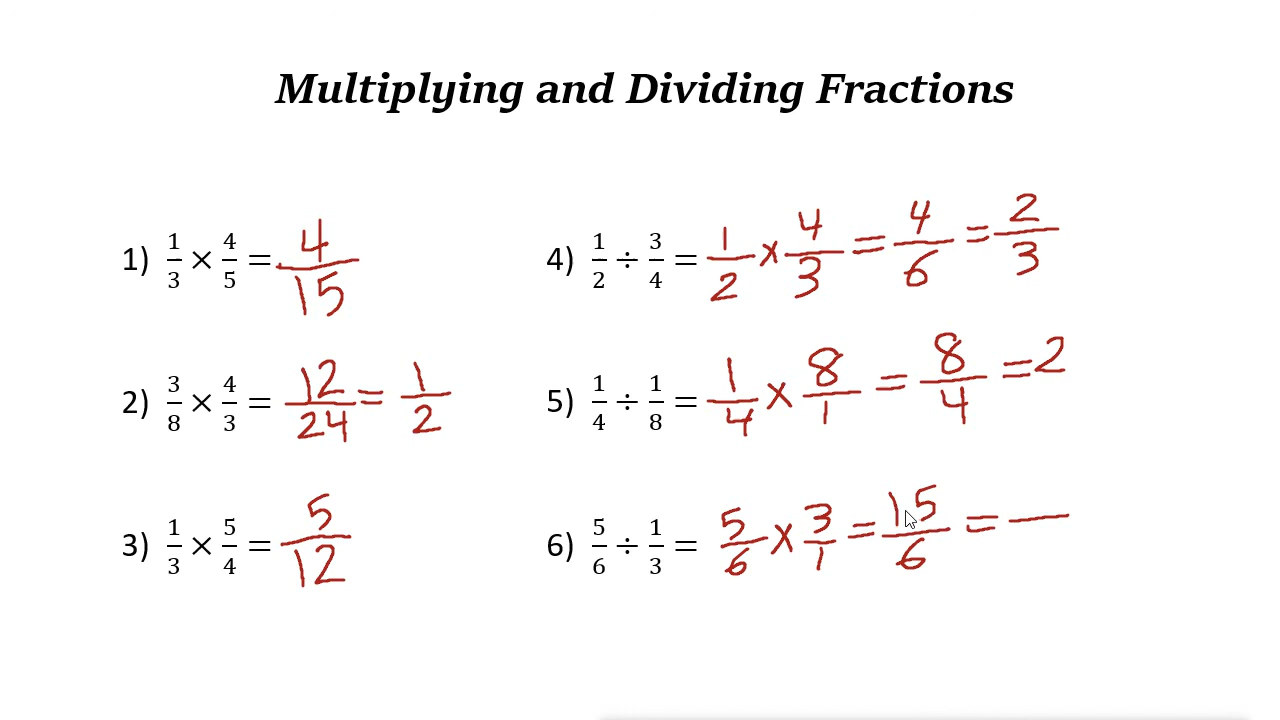 Multiplying and Dividing Fractions
1) 1/3 × 4/5 = 4/15
2) 3/8 × 4/3 = 12/24 = 1/2
3) 1/3 × 5/4 = 5/12
4) 1/2 ÷ 3/4 = 1/2 × 4/3 = 4/6 = 2/3
5) 1/4 ÷ 1/8 = 1/4 × 8/1 = 8/4 = 2
6) 5/6 ÷ 1/3 = 5/6 × 3/1 = 15/6 = —